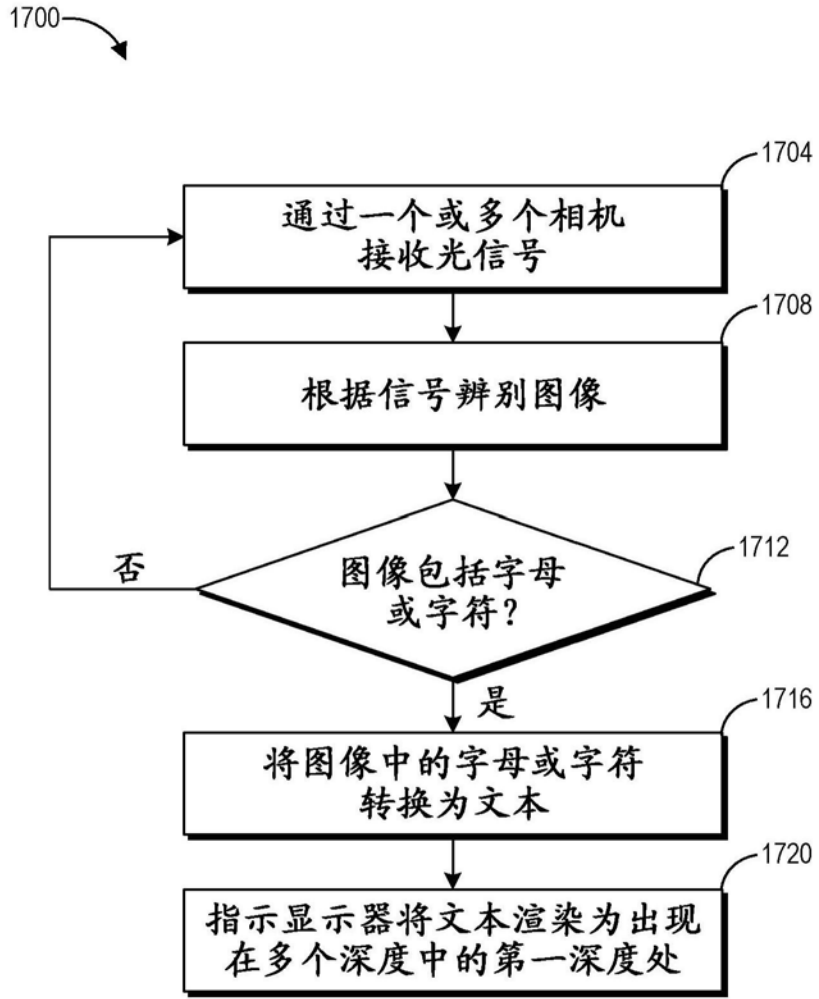 1700
1704
通过一个或多个相机
接收光信号
1708
根据信号辨别图像
1712
图像包括字母
或字符？
否
是
1716
将图像中的字母或字符
转换为文本
1720
指示显示器将文本渲染为出现
在多个深度中的第一深度处